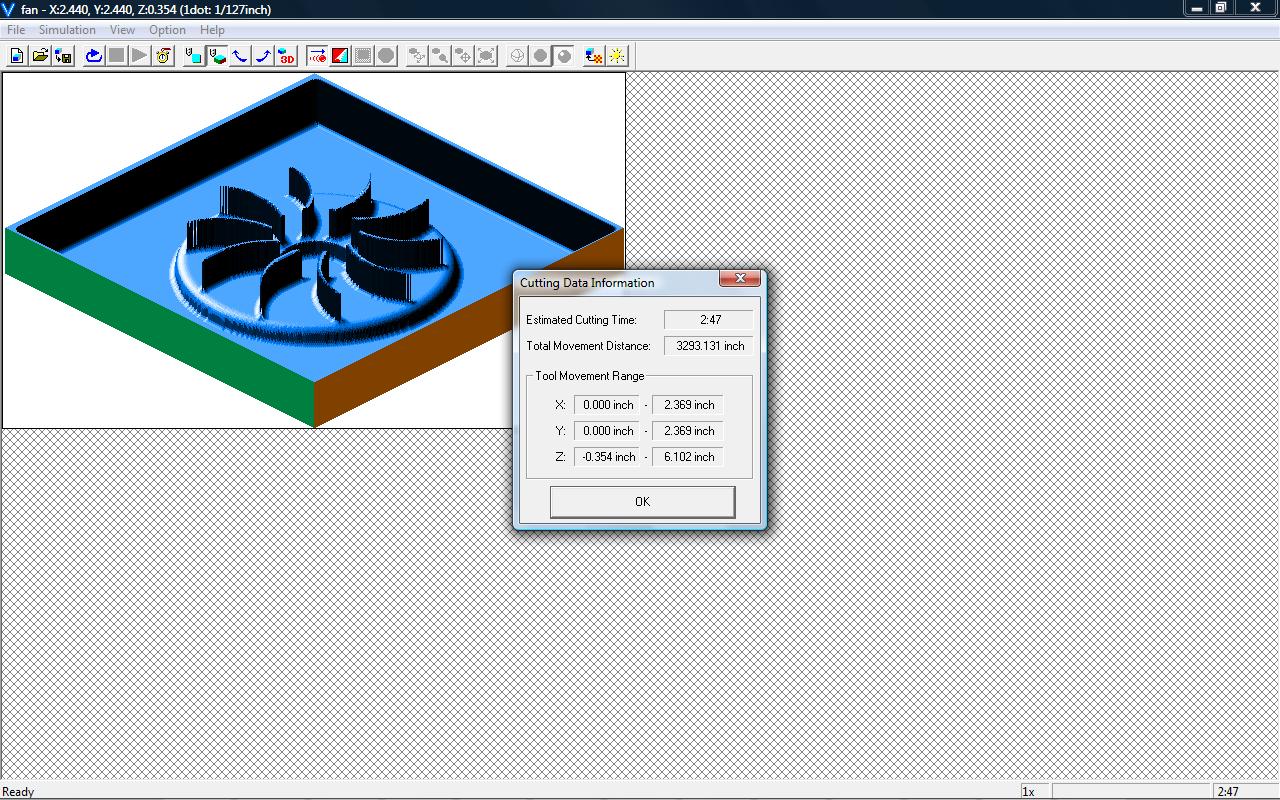 fan - X:2.440, Y:2.440, Z:0.354 (1dot: 1/127inch)
File Simulation View Option Help
3D
Cutting Data Information
Estimated Cutting Time: 2:47
Total Movement Distance: 3293.131 inch
Tool Movement Range
X: 0.000 inch - 2.369 inch
Y: 0.000 inch - 2.369 inch
Z: -0.354 inch - 6.102 inch
OK
Ready 1x 2:47